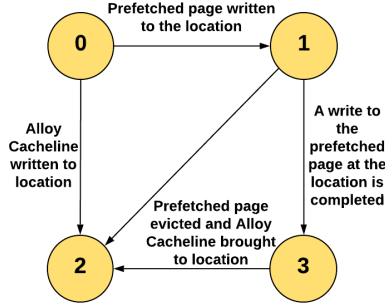 Prefetched page written
to the location
0
1
Alloy
Cacheline
written to
location
A write to
the
prefetched
page at the
location is
completed
Prefetched page
evicted and Alloy
Cacheline brought
to location
2
3